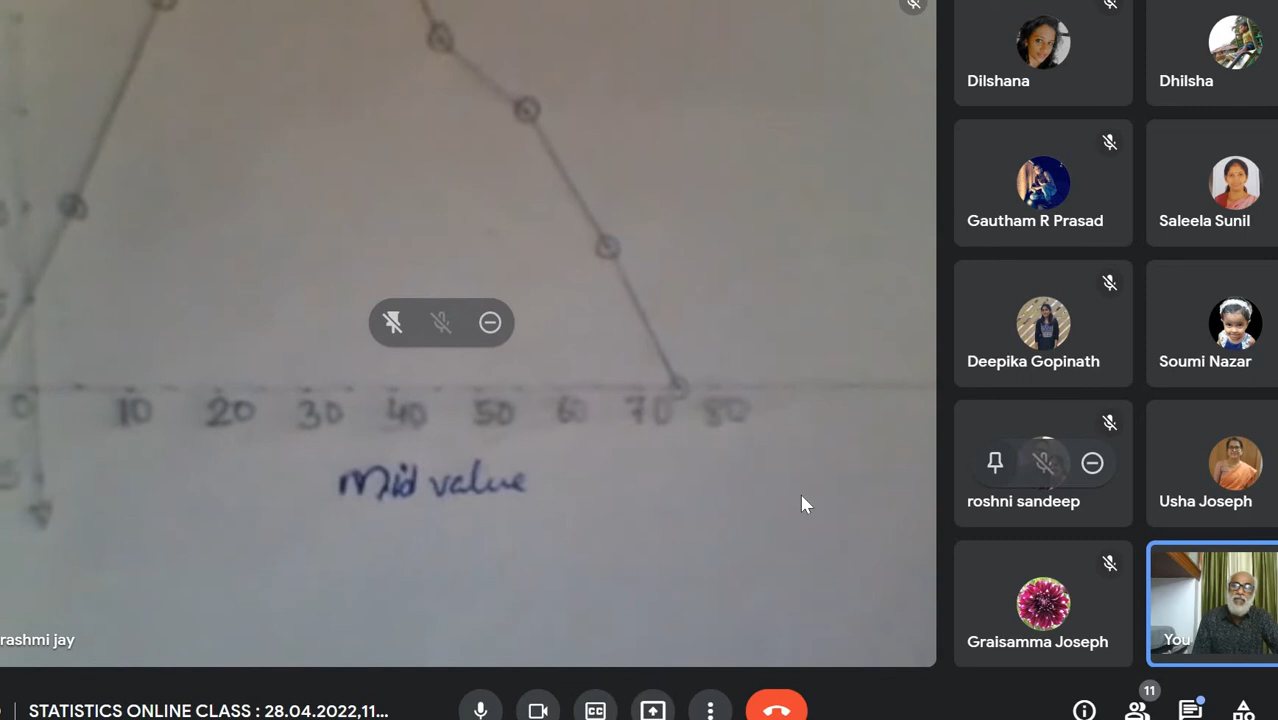 Dilshana
Dhilsha
Gautham R Prasad
Saleela Sunil
Deepika Gopinath
Soumi Nazar
0 10 20 30 40 50 60 70 80
Mid value
roshni sandeep
Usha Joseph
rashmi jay
Graisamma Joseph
You
11
STATISTICS ONLINE CLASS : 28.04.2022,11...
CC